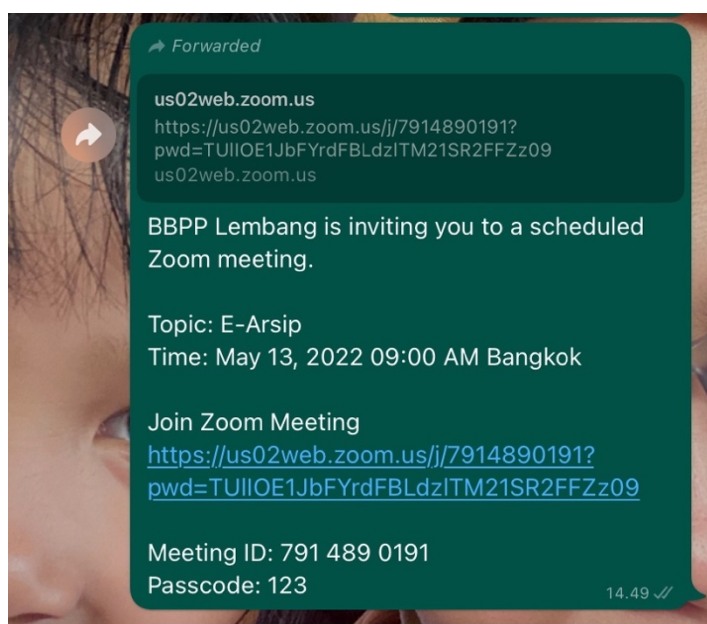 Forwarded
us02web.zoom.us
https://us02web.zoom.us/j/7914890191?
pwd=TUlIOE1JbFYrdFBLdzlTM21SR2FFZz09
us02web.zoom.us
BBPP Lembang is inviting you to a scheduled
Zoom meeting.
Topic: E-Arsip
Time: May 13, 2022 09:00 AM Bangkok
Join Zoom Meeting
https://us02web.zoom.us/j/7914890191?
pwd=TUlIOE1JbFYrdFBLdzlTM21SR2FFZz09
Meeting ID: 791 489 0191
Passcode: 123
14.49